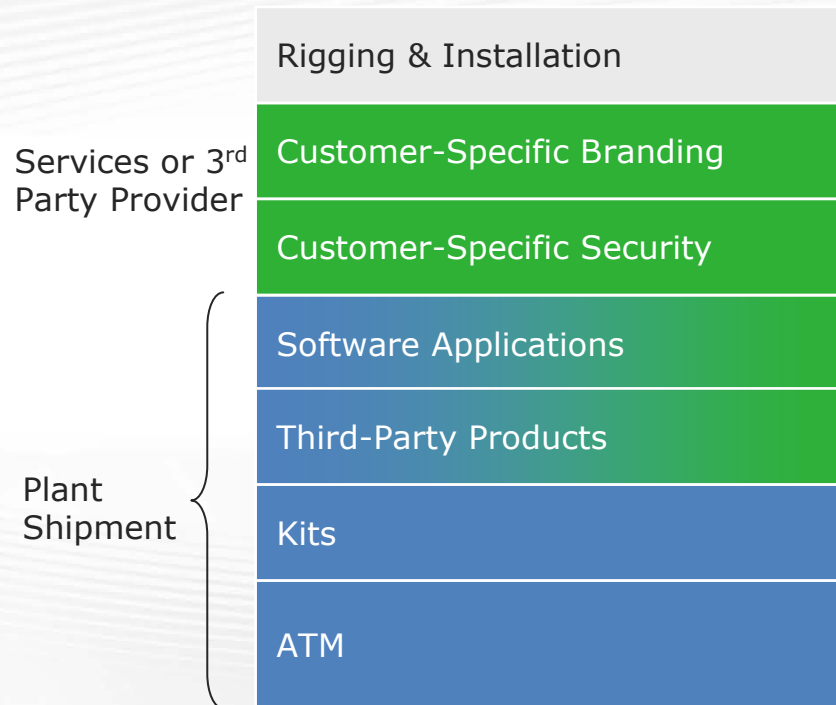 Rigging & Installation
Services or 3rd
Party Provider
Customer-Specific Branding
Customer-Specific Security
Software Applications
Third-Party Products
Plant
Shipment
Kits
ATM